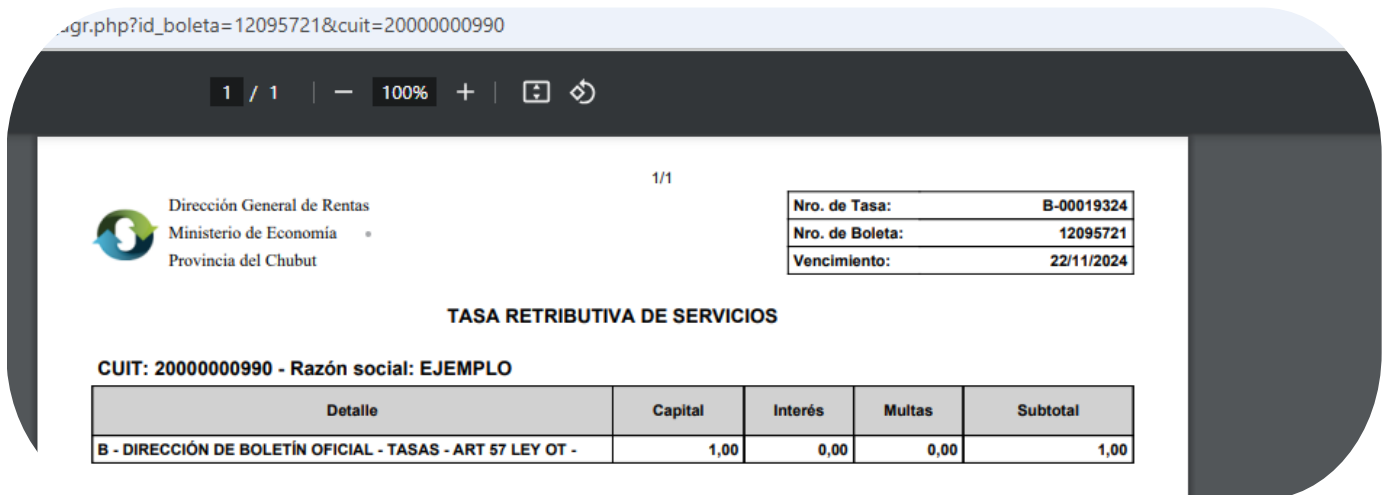 dgr.php?id_boleta=12095721&cuit=20000000990
1 / 1 | — 100% + |
1/1
Dirección General de Rentas
Ministerio de Economía
Provincia del Chubut
Nro. de Tasa: B-00019324
Nro. de Boleta: 12095721
Vencimiento: 22/11/2024
TASA RETRIBUTIVA DE SERVICIOS
CUIT: 20000000990 - Razón social: EJEMPLO
Detalle Capital Interés Multas Subtotal
B - DIRECCIÓN DE BOLETÍN OFICIAL - TASAS - ART 57 LEY OT - 1,00 0,00 0,00 1,00